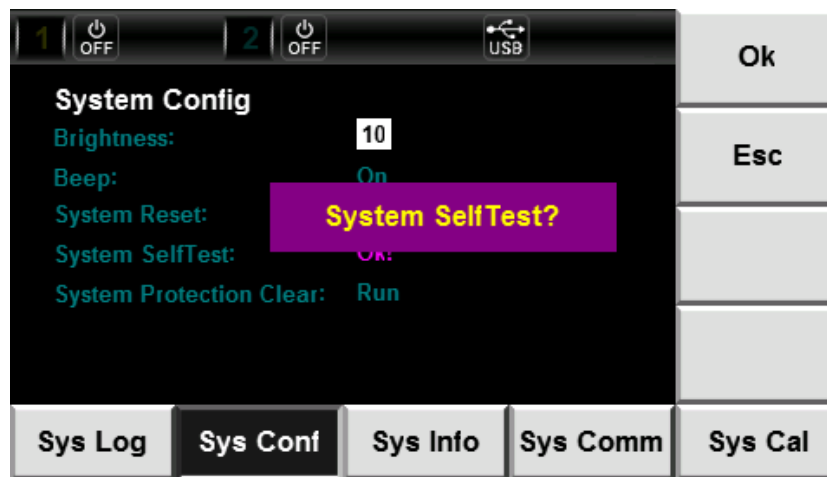 1 OFF 2 OFF USB
Ok
System Config
Brightness: 10
Esc
Beep: On
System Reset:
System SelfTest?
System SelfTest: Ok!
System Protection Clear: Run
Sys Log Sys Conf Sys Info Sys Comm Sys Cal